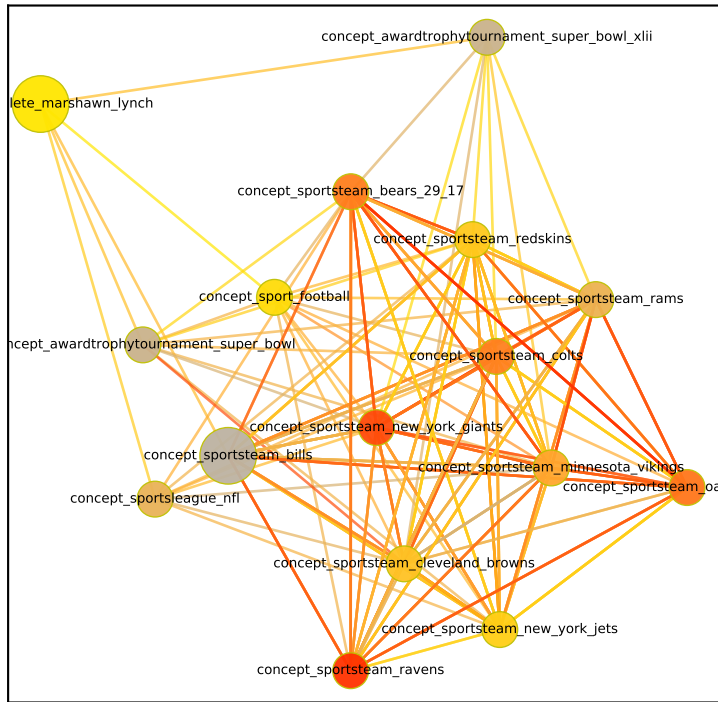 concept_awardtrophytournament_super_bowl_xlii
lete_marshawn_lynch
concept_sportsteam_bears_29_17
concept_sportsteam_redskins
concept_sport_football
concept_sportsteam_rams
ncept_awardtrophytournament_super_bowl
concept_sportsteam_colts
concept_sportsteam_new_york_giants
concept_sportsteam_bills
concept_sportsteam_minnesota_vikings
concept_sportsteam_oa
concept_sportsleague_nfl
concept_sportsteam_cleveland_browns
concept_sportsteam_new_york_jets
concept_sportsteam_ravens